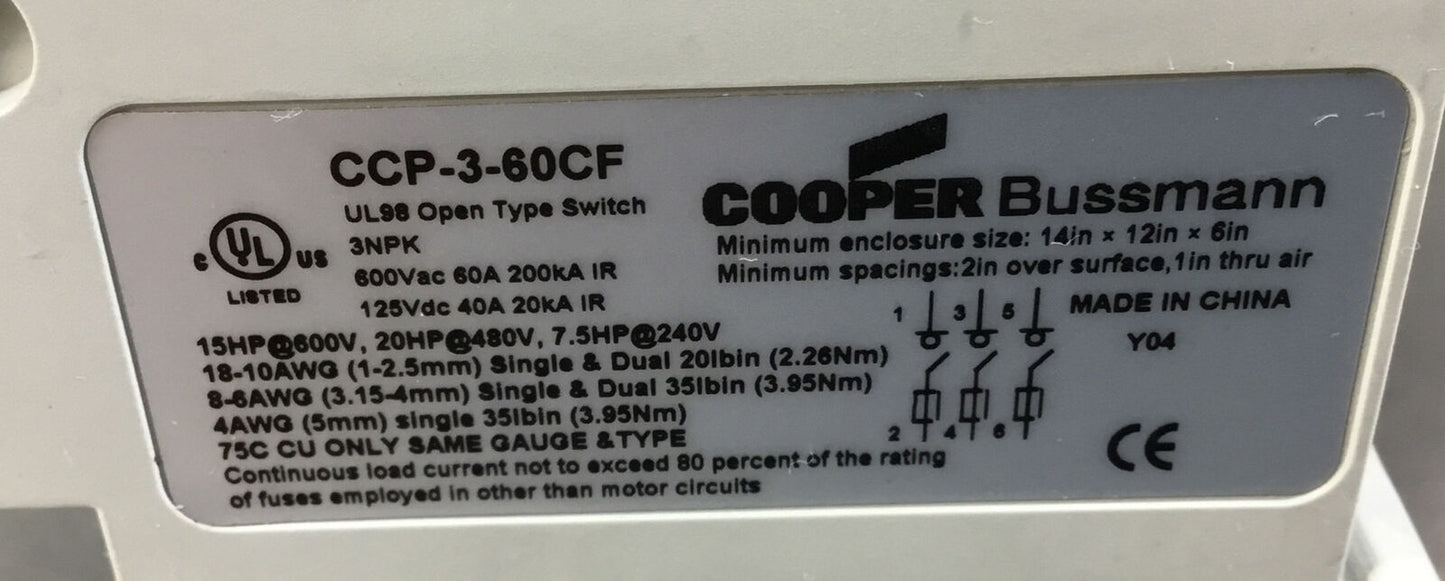 CCP-3-60CF
UL98 Open Type Switch
3NPK
600Vac 60A 200kA IR
125Vdc 40A 20kA IR
C UL US
LISTED
15HP@600V, 20HP@480V, 7.5HP@240V
18-10AWG (1-2.5mm) Single & Dual 20lbin (2.26Nm)
8-6AWG (3.15-4mm) Single & Dual 35lbin (3.95Nm)
4AWG (5mm) single 35lbin (3.95Nm)
75C CU ONLY SAME GAUGE &TYPE
Continuous load current not to exceed 80 percent of the rating
of fuses employed in other than motor circuits
COOPER Bussmann
Minimum enclosure size: 14in × 12in × 6in
Minimum spacings:2in over surface,1in thru air
1 3 5
MADE IN CHINA
Y04
2 4 6
CE